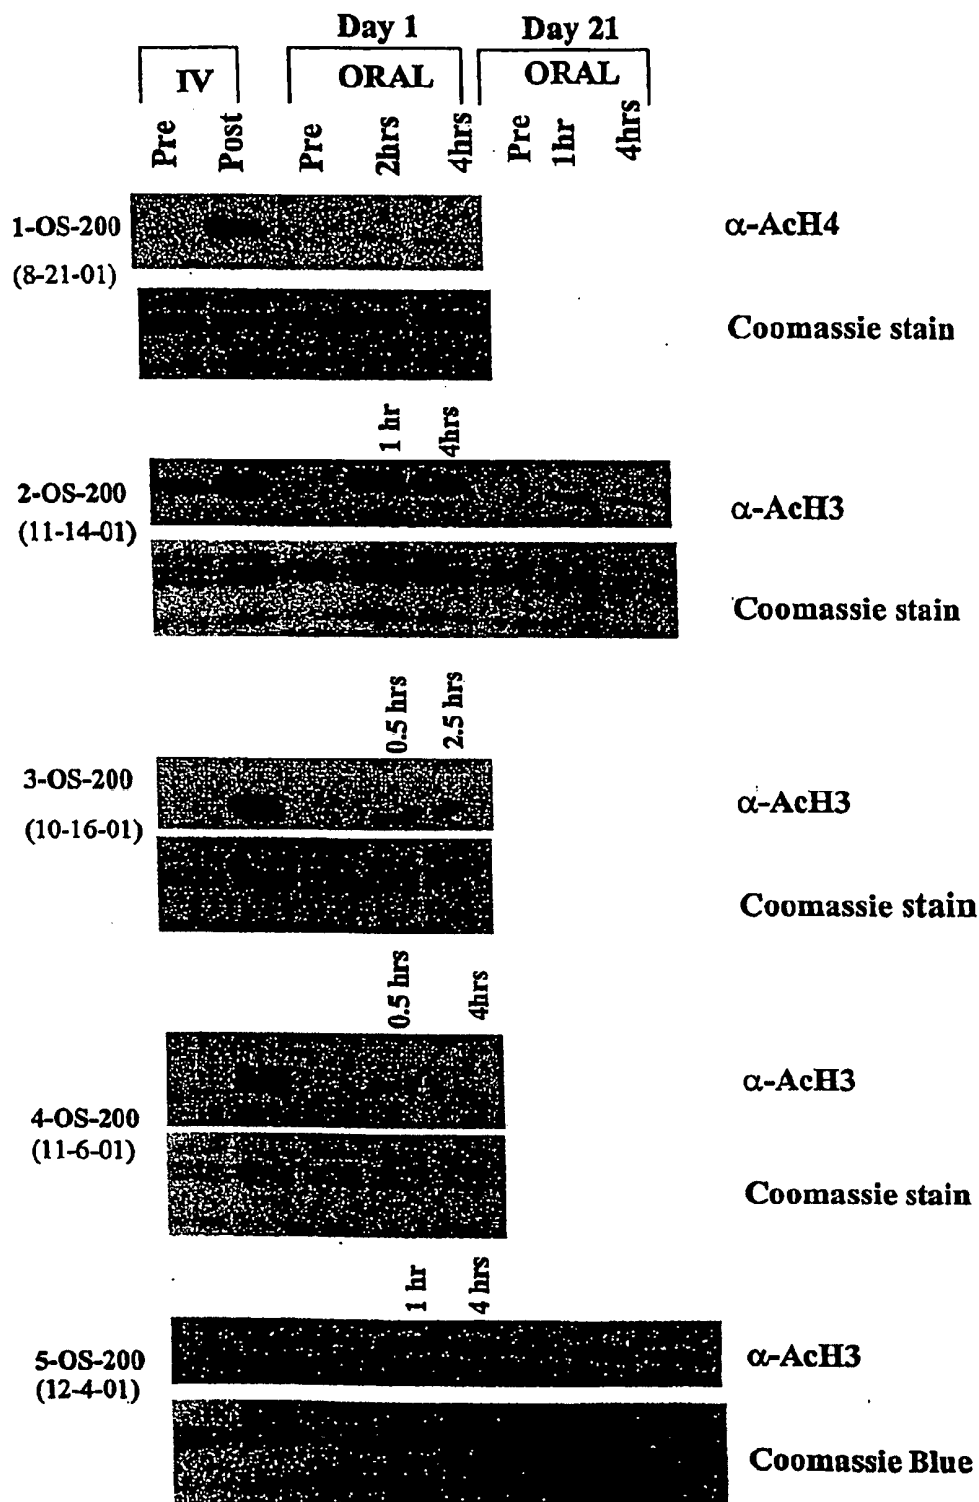 Day 1 Day 21
IV ORAL ORAL
Pre Post Pre 2hrs 4hrs Pre 1hr 4hrs
1-OS-200 α-AcH4
(8-21-01)
Coomassie stain
1 hr 4hrs
2-OS-200 α-AcH3
(11-14-01)
Coomassie stain
0.5 hrs 2.5 hrs
3-OS-200 α-AcH3
(10-16-01)
Coomassie stain
0.5 hrs 4hrs
α-AcH3
4-OS-200
(11-6-01)
Coomassie stain
1 hr 4 hrs
5-OS-200 α-AcH3
(12-4-01)
Coomassie Blue